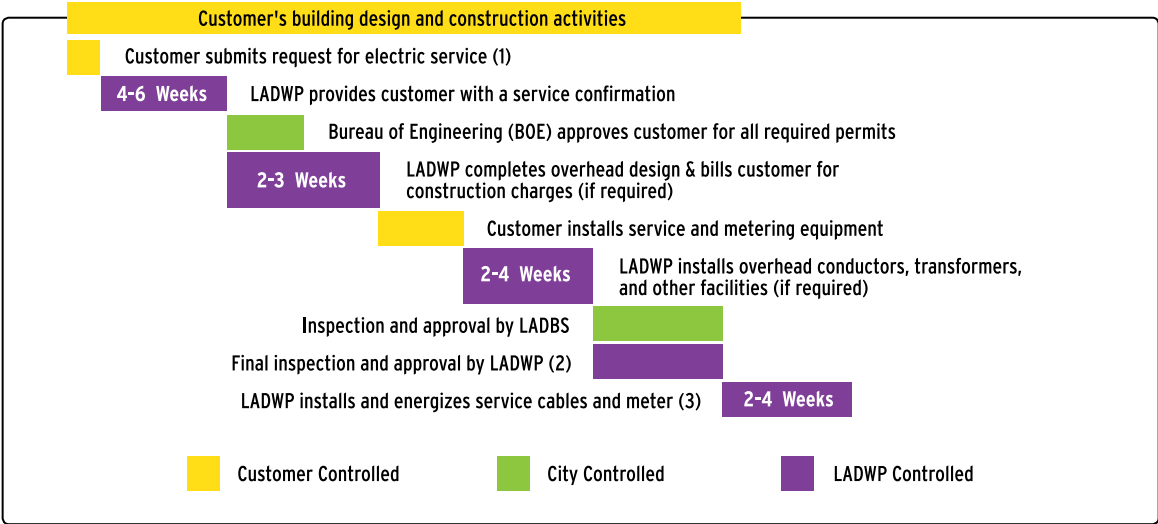 Customer's building design and construction activities
Customer submits request for electric service (1)
4-6 Weeks
LADWP provides customer with a service confirmation
Bureau of Engineering (BOE) approves customer for all required permits
2-3 Weeks
LADWP completes overhead design & bills customer for
construction charges (if required)
Customer installs service and metering equipment
2-4 Weeks
LADWP installs overhead conductors, transformers,
and other facilities (if required)
Inspection and approval by LADBS
Final inspection and approval by LADWP (2)
LADWP installs and energizes service cables and meter (3)
2-4 Weeks
Customer Controlled
City Controlled
LADWP Controlled